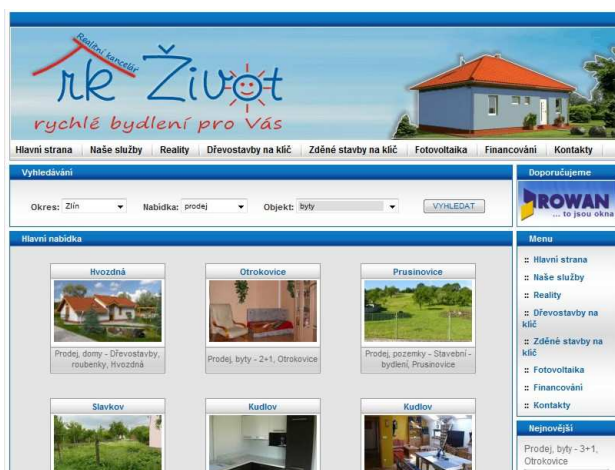 Realitní kancelář
rk Život
rychlé bydlení pro Vás
Hlavní strana Naše služby Reality Dřevostavby na klíč Zděné stavby na klíč Fotovoltaika Financování Kontakty
Vyhledávání
Okres: Zlín Nabídka: prodej Objekt: byty VYHLEDAT
Hlavní nabídka
Hvozdná Otrokovice Prusinovice
Prodej, domy - Dřevostavby, roubenky, Hvozdná
Prodej, byty - 2+1, Otrokovice
Prodej, pozemky - Stavební - bydlení, Prusinovice
Slavkov Kudlov Kudlov
Doporučujeme
ROWAN
... to jsou okna
Menu
:: Hlavní strana
:: Naše služby
:: Reality
:: Dřevostavby na
klíč
:: Zděné stavby na
klíč
:: Fotovoltaika
:: Financování
:: Kontakty
Nejnovější
Prodej, byty - 3+1,
Otrokovice